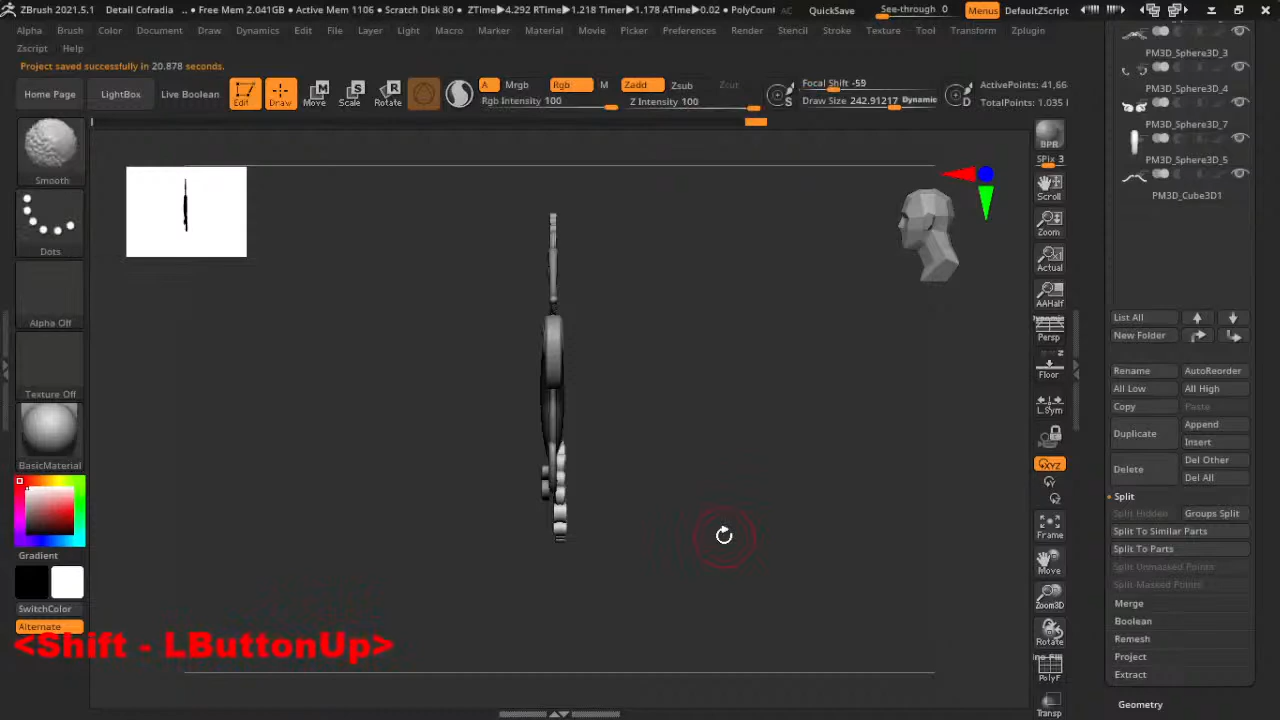 ZBrush 2021.5.1 Detail Cofradia .. • Free Mem 2.041GB • Active Mem 1106 • Scratch Disk 80 • ZTime▶4.292 RTime▶1.218 Timer▶1.178 ATime▶0.02 • PolyCount AC QuickSave See-through 0 Menus DefaultZScript
Alpha Brush Color Document Draw Dynamics Edit File Layer Light Macro Marker Material Movie Picker Preferences Render Stencil Stroke Texture Tool Transform Zplugin
Zscript Help
Project saved successfully in 20.878 seconds.
Home Page LightBox Live Boolean Edit Draw Move Scale Rotate
A Mrgb Rgb M Zadd Zsub Zcut
Rgb Intensity 100 Z Intensity 100
Focal Shift -59
Draw Size 242.91217 Dynamic
S D
ActivePoints: 41,66
TotalPoints: 1.035
Smooth
Dots
Alpha Off
Texture Off
BasicMaterial
Gradient
SwitchColor
Alternate
<Shift - LButtonUp>
BPR
SPix 3
Scroll
Zoom
Actual
AAHalf
Dynamic
Persp
Floor
L.Sym
XYZ
Y
Z
Frame
Move
Zoom3D
Rotate
Line Fill
PolyF
Transp
PM3D_Sphere3D_3
PM3D_Sphere3D_4
PM3D_Sphere3D_7
PM3D_Sphere3D_5
PM3D_Cube3D1
List All
New Folder
Rename AutoReorder
All Low All High
Copy Paste
Duplicate Append
Insert
Delete Del Other
Del All
Split
Split Hidden Groups Split
Split To Similar Parts
Split To Parts
Split Unmasked Points
Split Masked Points
Merge
Boolean
Remesh
Project
Extract
Geometry